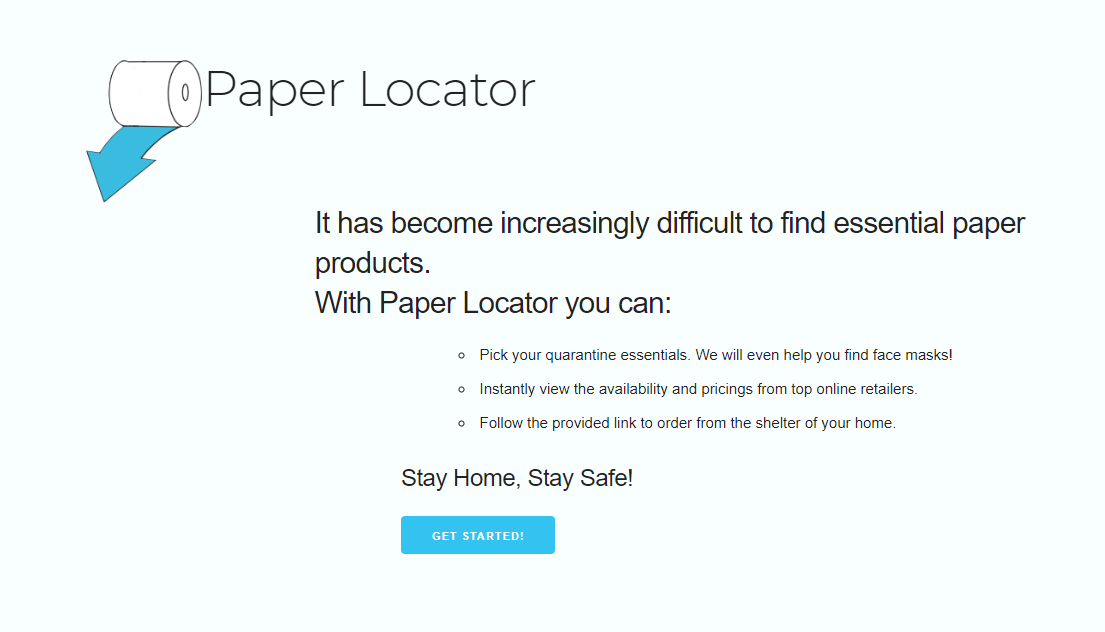 Paper Locator
It has become increasingly difficult to find essential paper
products.
With Paper Locator you can:
Pick your quarantine essentials. We will even help you find face masks!
Instantly view the availability and pricings from top online retailers.
Follow the provided link to order from the shelter of your home.
Stay Home, Stay Safe!
GET STARTED!